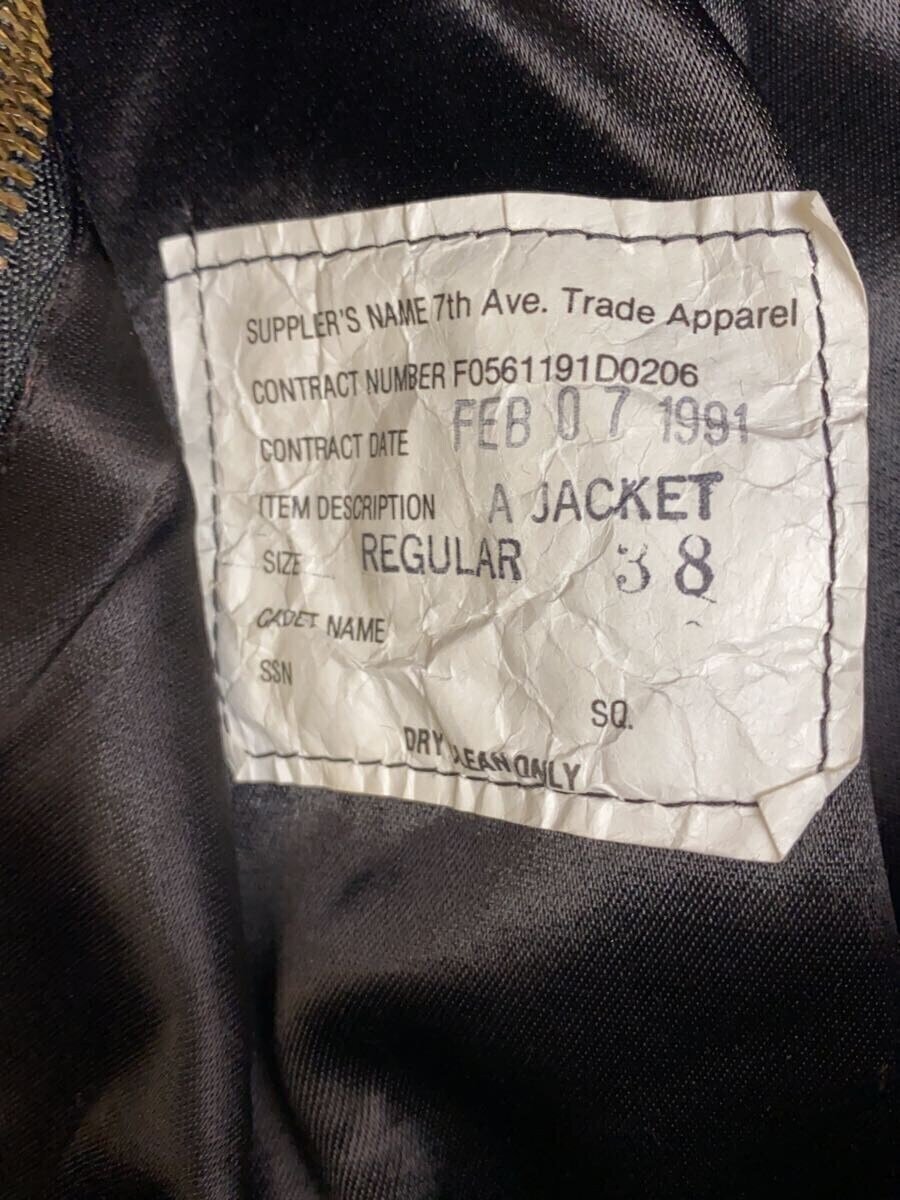 SUPPLER'S NAME 7th Ave. Trade Apparel
CONTRACT NUMBER F0561191D0206
CONTRACT DATE FEB 07 1991
ITEM DESCRIPTION A JACKET
SIZE REGULAR 38
CADET NAME
SSN
SQ.
DRY CLEAN ONLY